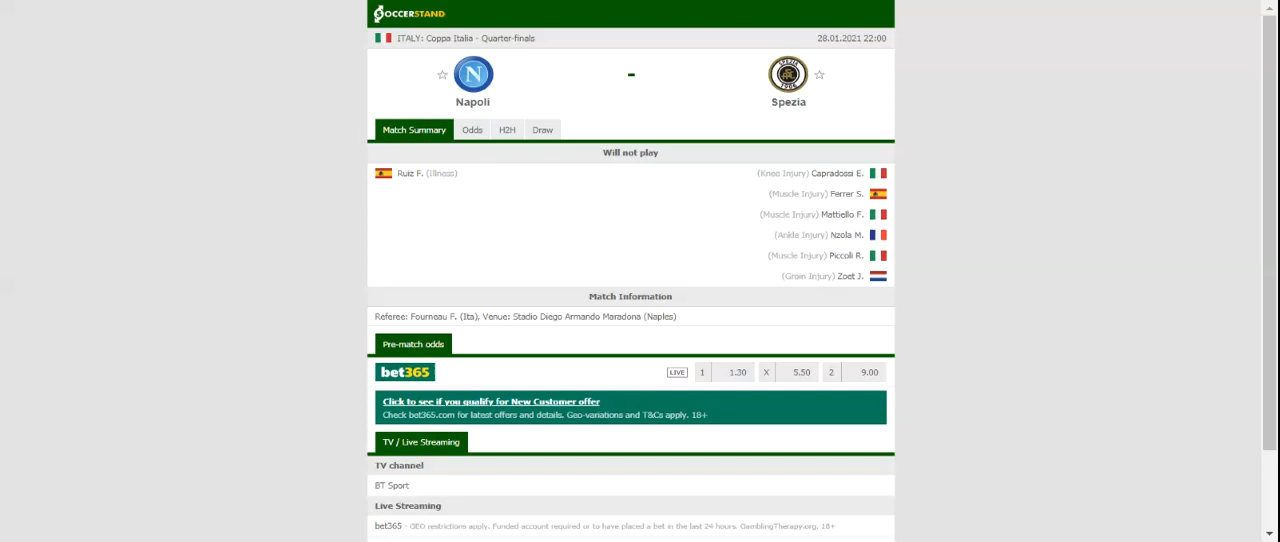 SOCCERSTAND
ITALY: Coppa Italia - Quarter-finals 28.01.2021 22:00
N SPEZIA 1906
-
Napoli Spezia
Match Summary Odds H2H Draw
Will not play
Ruiz F. (Illness) (Knee Injury) Capradossi E.
(Muscle Injury) Ferrer S.
(Muscle Injury) Mattiello F.
(Ankle Injury) Nzola M.
(Muscle Injury) Piccoli R.
(Groin Injury) Zoet J.
Match Information
Referee: Fourneau F. (Ita), Venue: Stadio Diego Armando Maradona (Naples)
Pre-match odds
bet365 LIVE 1 1.30 X 5.50 2 9.00
Click to see if you qualify for New Customer offer
Check bet365.com for latest offers and details. Geo-variations and T&Cs apply. 18+
TV / Live Streaming
TV channel
BT Sport
Live Streaming
bet365 - GEO restrictions apply. Funded account required or to have placed a bet in the last 24 hours. GamblingTherapy.org. 18+